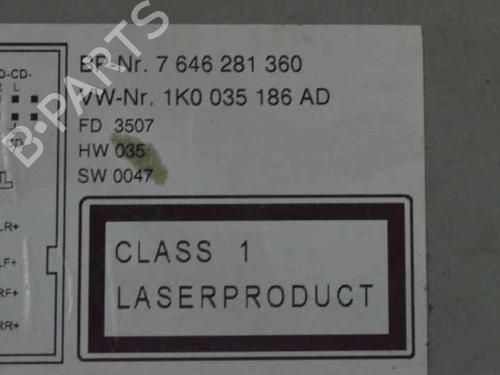 BP-Nr. 7 646 281 360
VW-Nr. 1K0 035 186 AD
FD 3507
HW 035
SW 0047
CLASS 1
LASERPRODUCT
-CD-
L
LR+
LF+
RF+
RR+
B-PARTS